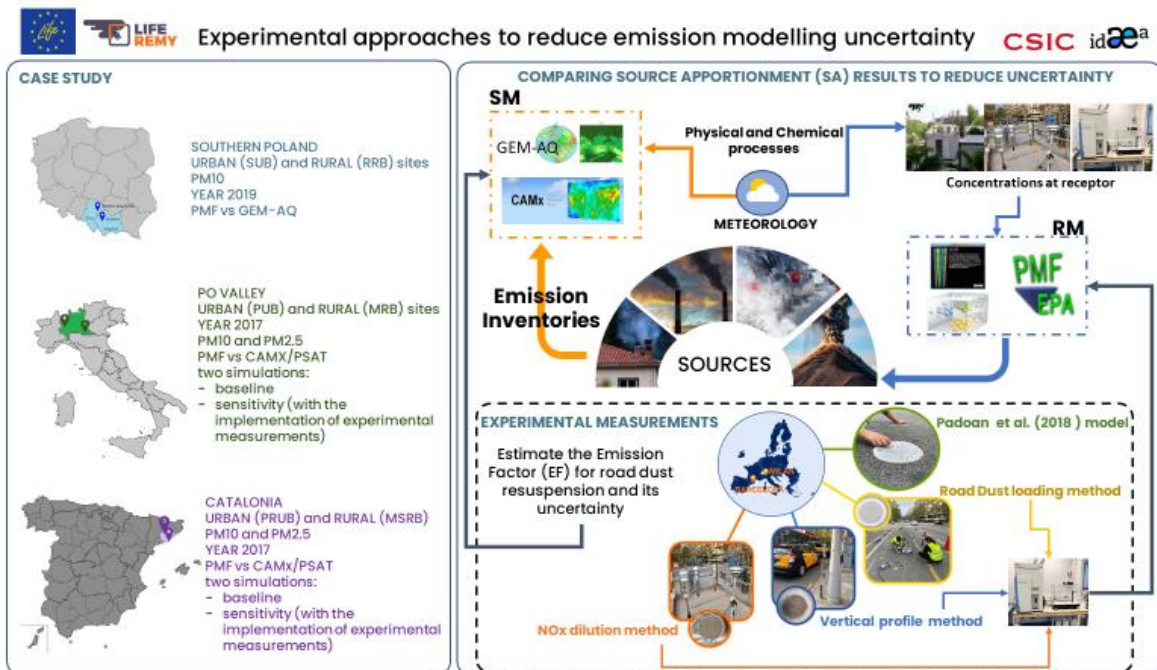 Life
LIFE
REMY
Experimental approaches to reduce emission modelling uncertainty
CSIC
idæa
CASE STUDY
SOUTHERN POLAND
URBAN (SUB) and RURAL (RRB) sites
PM10
YEAR 2019
PMF vs GEM-AQ
PO VALLEY
URBAN (PUB) and RURAL (MRB) sites
YEAR 2017
PM10 and PM2.5
PMF vs CAMX/PSAT
two simulations:
- baseline
- sensitivity (with the
implementation of experimental
measurements)
CATALONIA
URBAN (PRUB) and RURAL (MSRB)
PM10 and PM2.5
YEAR 2017
PMF vs CAMx/PSAT
two simulations:
- baseline
- sensitivity (with the
implementation of experimental
measurements)
COMPARING SOURCE APPORTIONMENT (SA) RESULTS TO REDUCE UNCERTAINTY
SM
GEM-AQ
CAMx
Physical and Chemical
processes
METEOROLOGY
Concentrations at receptor
RM
PMF
EPA
Emission
Inventories
SOURCES
EXPERIMENTAL MEASUREMENTS
Estimate the Emission
Factor (EF) for road dust
resuspension and its
uncertainty
Padoan et al. (2018 ) model
Road Dust loading method
Vertical profile method
NOx dilution method